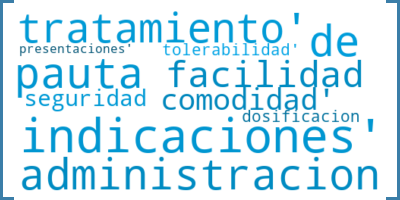 tratamiento' de
presentaciones' tolerabilidad'
pauta facilidad
seguridad comodidad'
dosificacion
indicaciones'
administracion